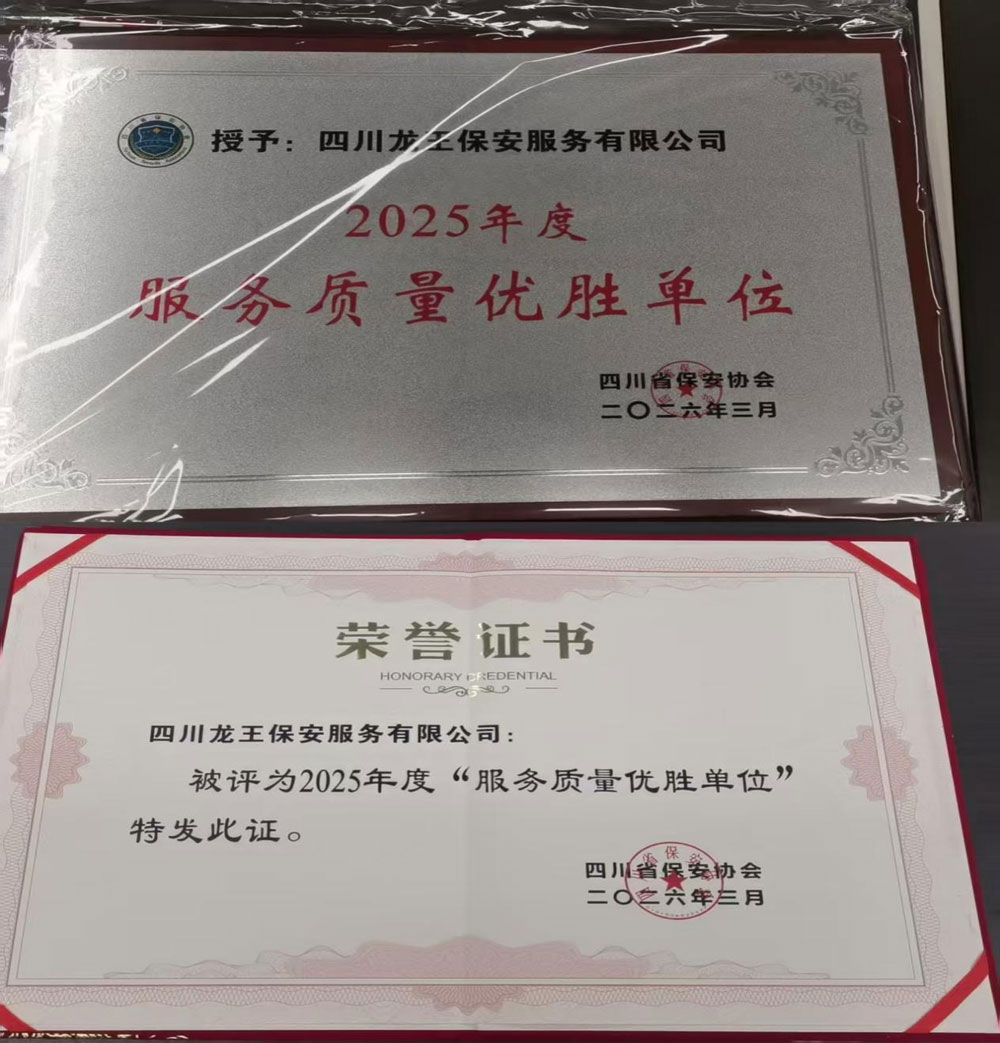 授予：四川龙王保安服务有限公司
2025年度
服务质量优胜单位
四川省保安协会
二〇二六年三月
荣誉证书
HONORARY CREDENTIAL
四川龙王保安服务有限公司：
被评为2025年度“服务质量优胜单位”
特发此证。
四川省保安协会
二〇二六年三月